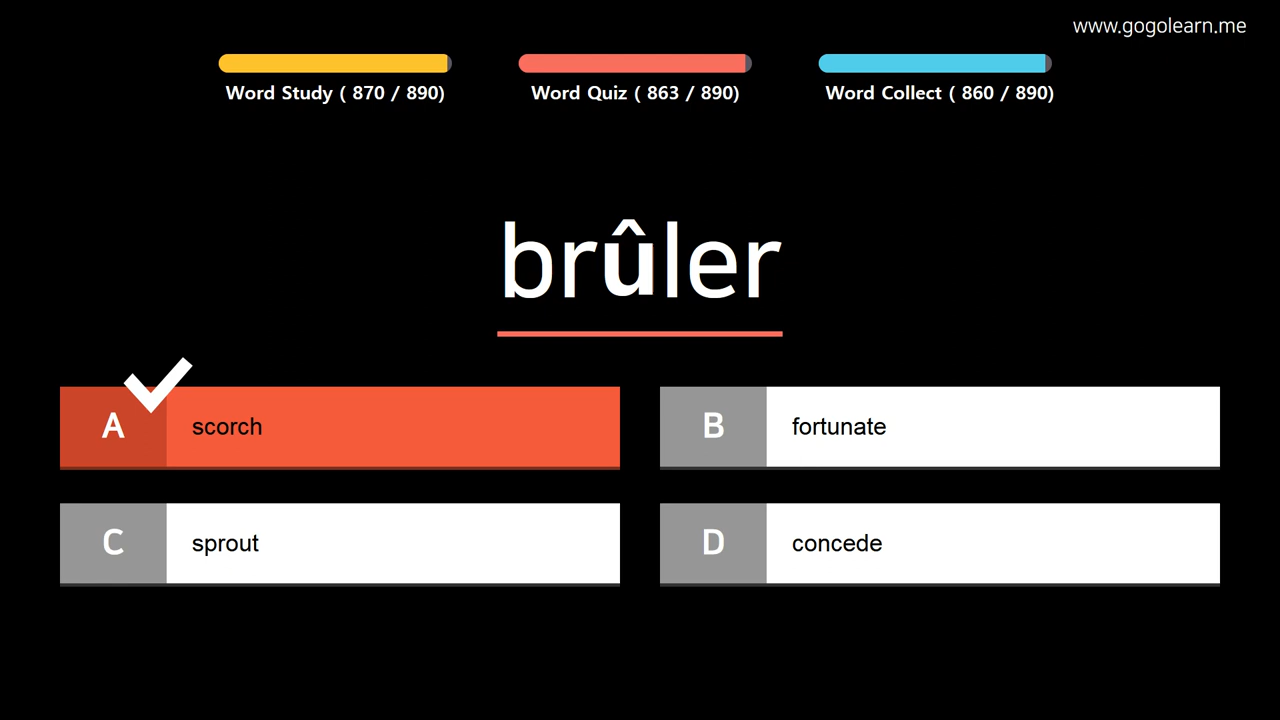 www.gogolearn.me
Word Study ( 870 / 890)
Word Quiz ( 863 / 890)
Word Collect ( 860 / 890)
brûler
A scorch
B fortunate
C sprout
D concede